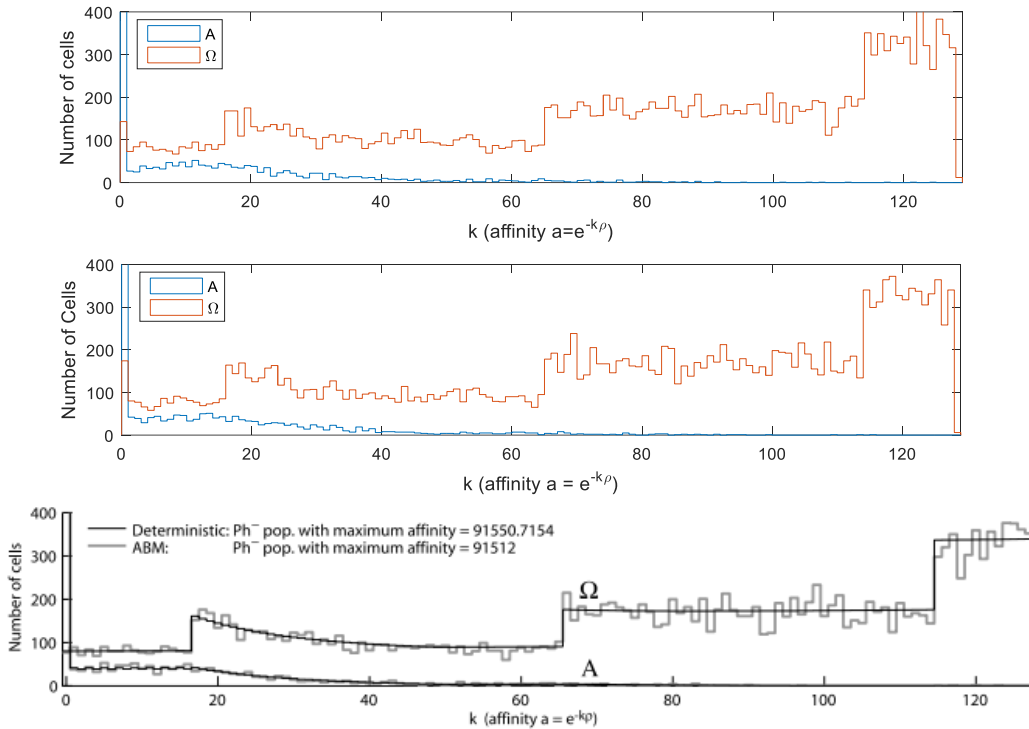 400
300
200
100
0
Number of cells
A
Ω
0 20 40 60 80 100 120
k (affinity a=e^-kρ)
400
300
200
100
0
Number of Cells
A
Ω
0 20 40 60 80 100 120
k (affinity a = e^-kρ)
400
300
200
100
0
Number of cells
Deterministic: Ph⁻ pop. with maximum affinity = 91550.7154
ABM: Ph⁻ pop. with maximum affinity = 91512
Ω
A
0 20 40 60 80 100 120
k (affinity a = e^-kρ)